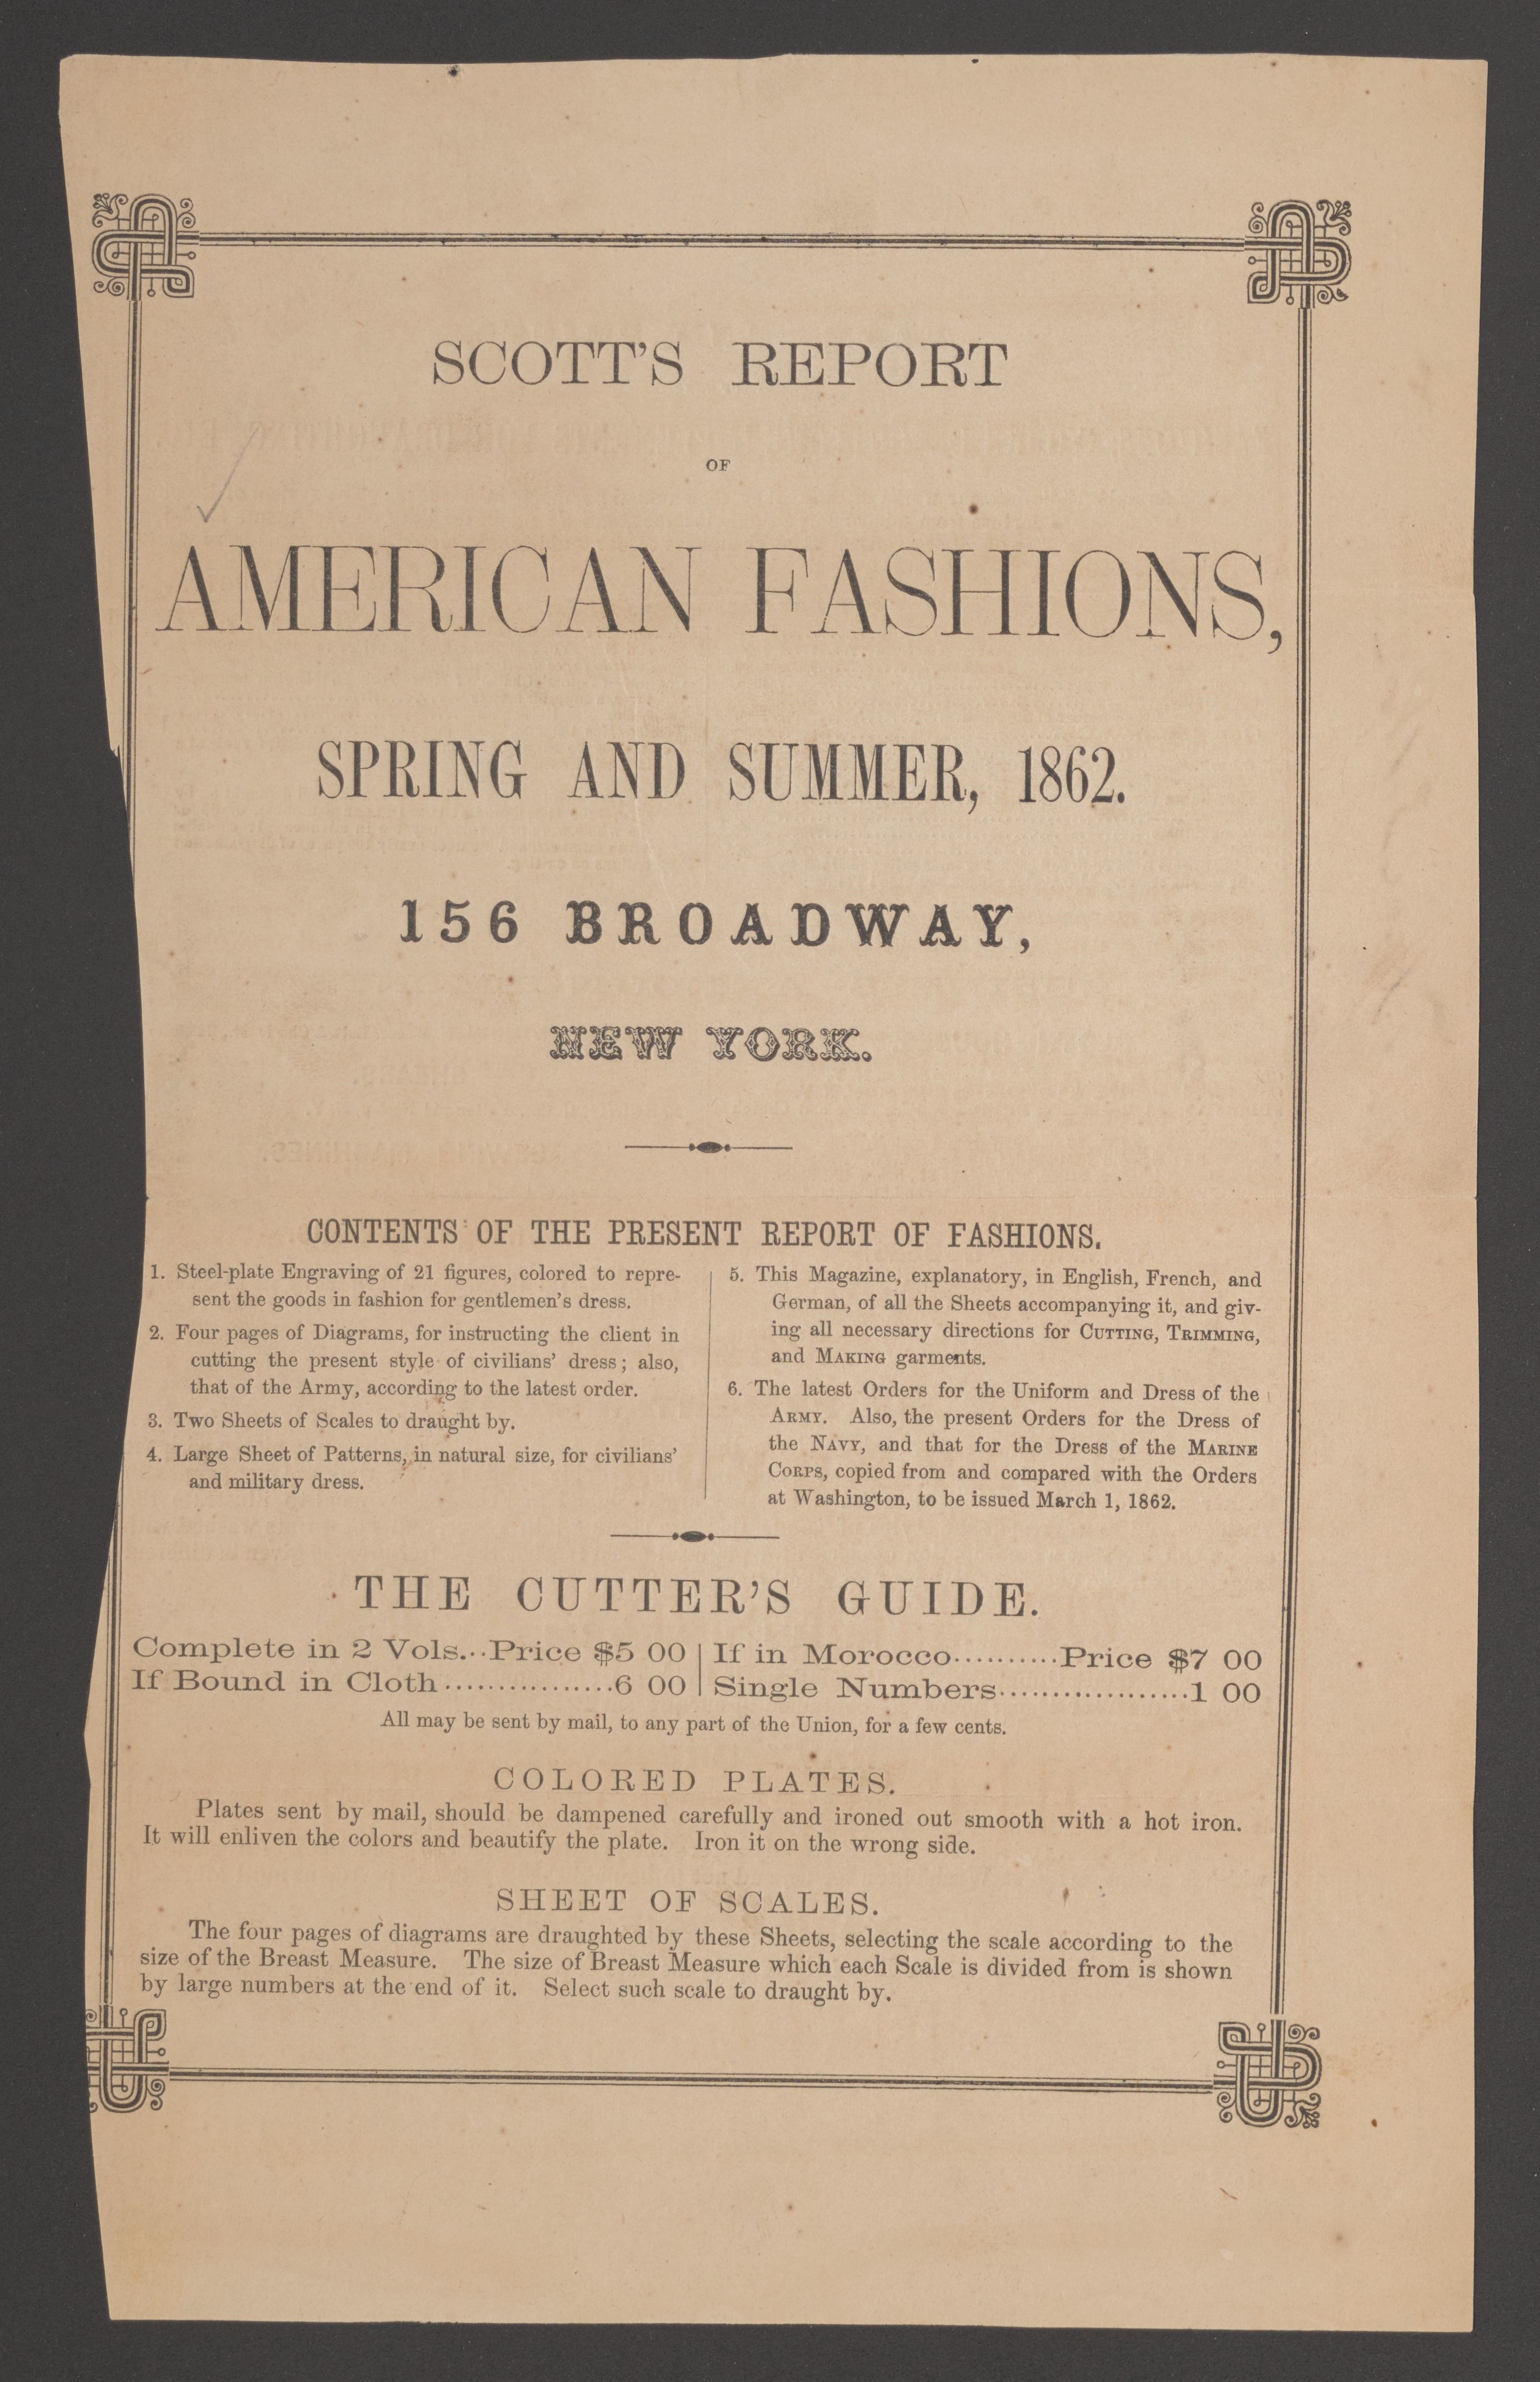 SCOTT'S REPORT
OF
AMERICAN FASHIONS,
SPRING AND SUMMER, 1862.
156 BROADWAY,
NEW YORK.
CONTENTS OF THE PRESENT REPORT OF FASHIONS.
1. Steel-plate Engraving of 21 figures, colored to repre-
sent the goods in fashion for gentlemen's dress.
2. Four pages of Diagrams, for instructing the client in
cutting the present style of civilians' dress; also,
that of the Army, according to the latest order.
3. Two Sheets of Scales to draught by.
4. Large Sheet of Patterns, in natural size, for civilians'
and military dress.
5. This Magazine, explanatory, in English, French, and
German, of all the Sheets accompanying it, and giv-
ing all necessary directions for CUTTING, TRIMMING,
and MAKING garments.
6. The latest Orders for the Uniform and Dress of the
ARMY. Also, the present Orders for the Dress of
the NAVY, and that for the Dress of the MARINE
CORPS, copied from and compared with the Orders
at Washington, to be issued March 1, 1862.
THE CUTTER'S GUIDE.
Complete in 2 Vols...Price $5 00 | If in Morocco..........Price $7 00
If Bound in Cloth................6 00 | Single Numbers..................1 00
All may be sent by mail, to any part of the Union, for a few cents.
COLORED PLATES.
Plates sent by mail, should be dampened carefully and ironed out smooth with a hot iron.
It will enliven the colors and beautify the plate. Iron it on the wrong side.
SHEET OF SCALES.
The four pages of diagrams are draughted by these Sheets, selecting the scale according to the
size of the Breast Measure. The size of Breast Measure which each Scale is divided from is shown
by large numbers at the end of it. Select such scale to draught by.